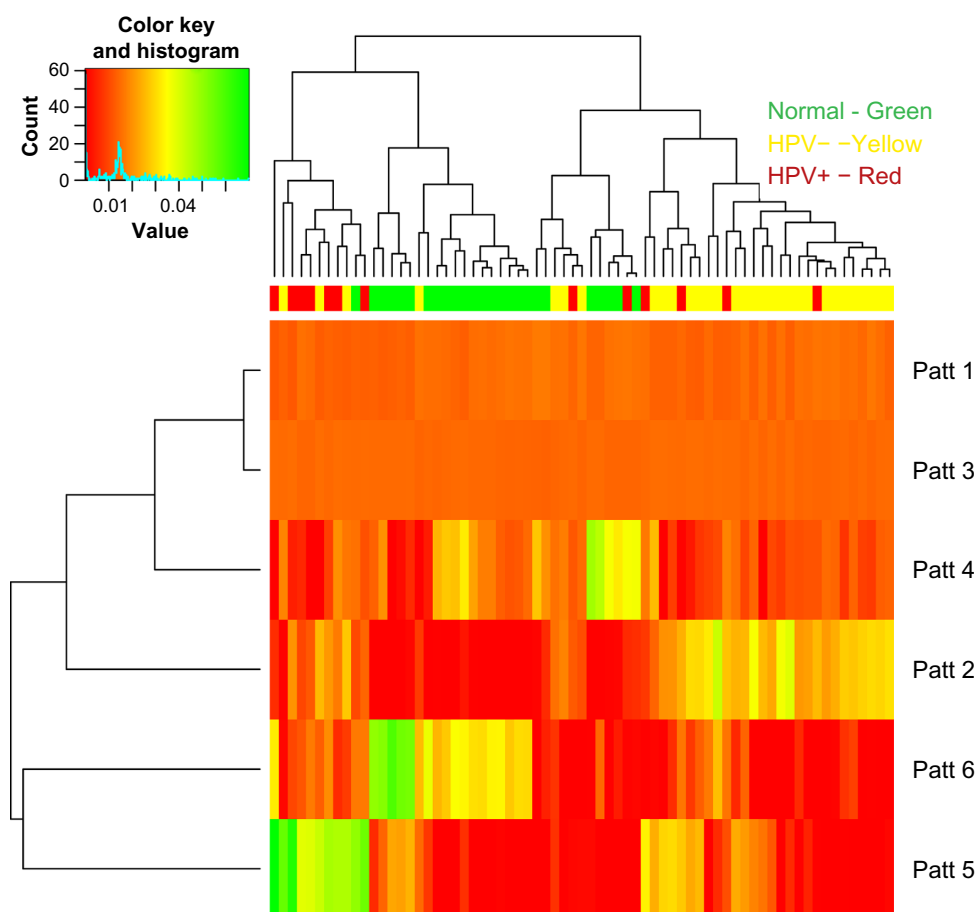 Color key
and histogram
60
40
20
0
Count
0.01 0.04
Value
Normal - Green
HPV− −Yellow
HPV+ − Red
Patt 1
Patt 3
Patt 4
Patt 2
Patt 6
Patt 5